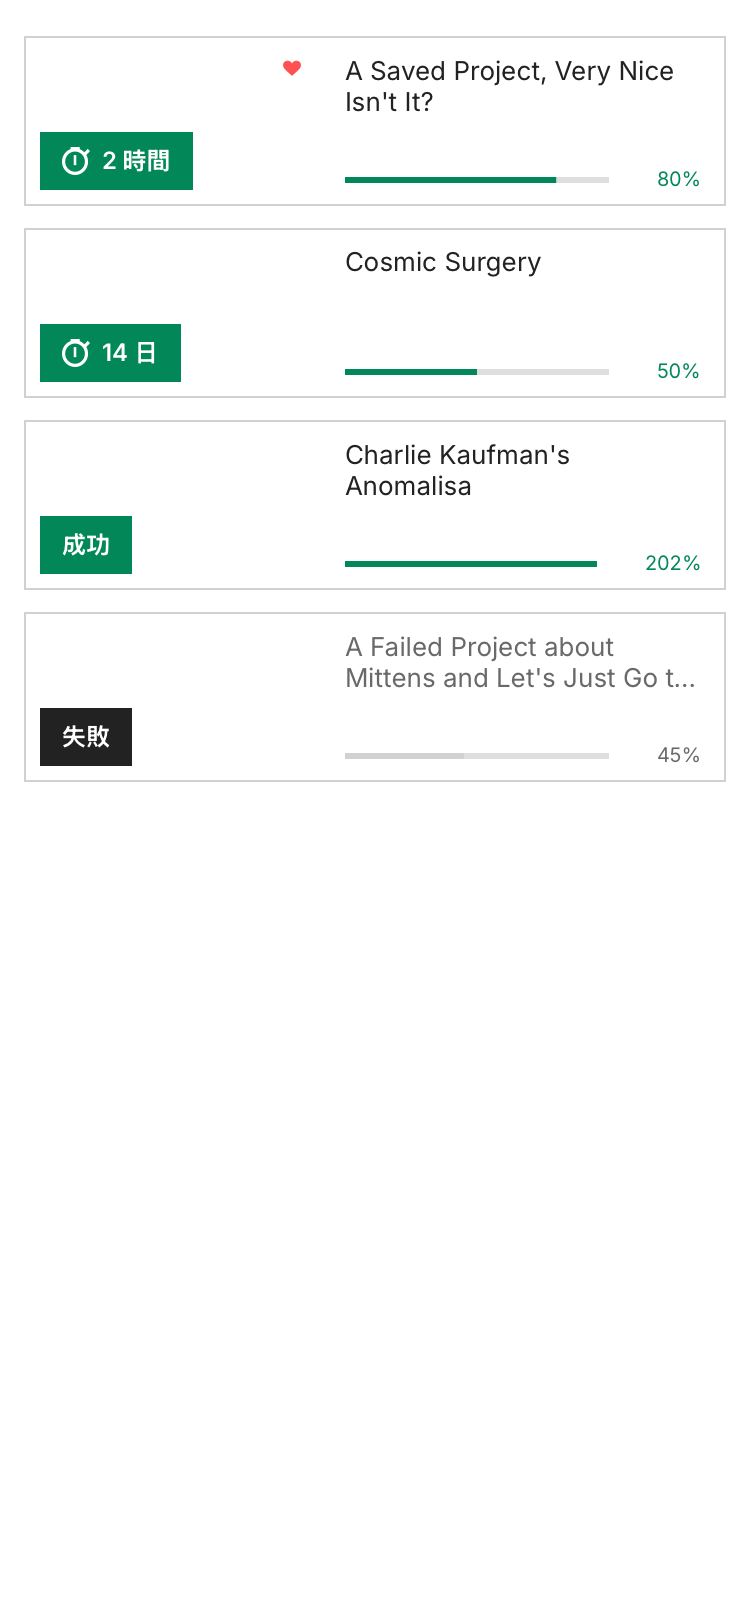 A Saved Project, Very Nice
Isn't It?
2 時間
80%
Cosmic Surgery
14 日
50%
Charlie Kaufman's
Anomalisa
成功
202%
A Failed Project about
Mittens and Let's Just Go t...
失敗
45%